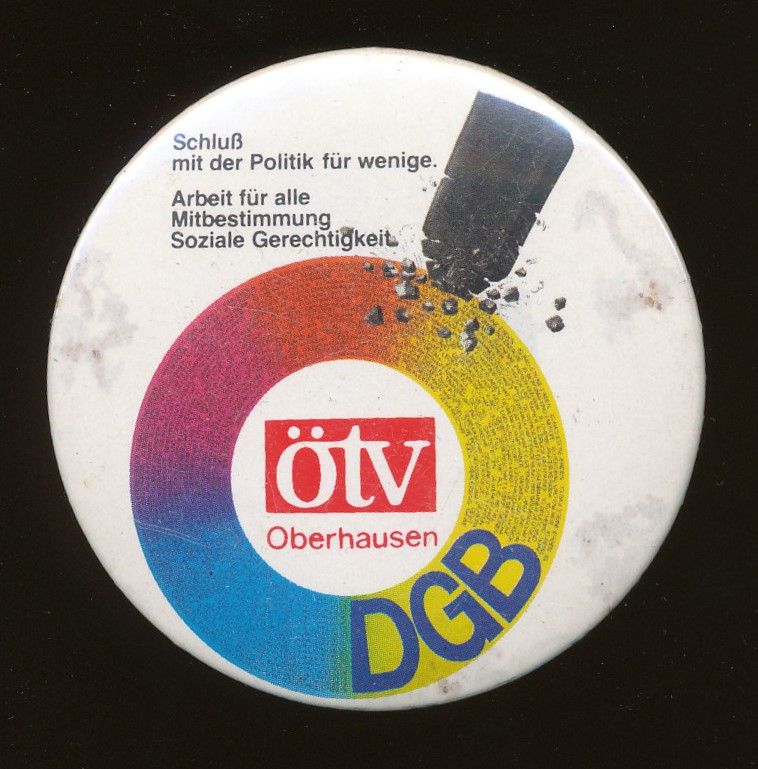 Schluß
mit der Politik für wenige.
Arbeit für alle
Mitbestimmung
Soziale Gerechtigkeit.
ötv
Oberhausen
DGB